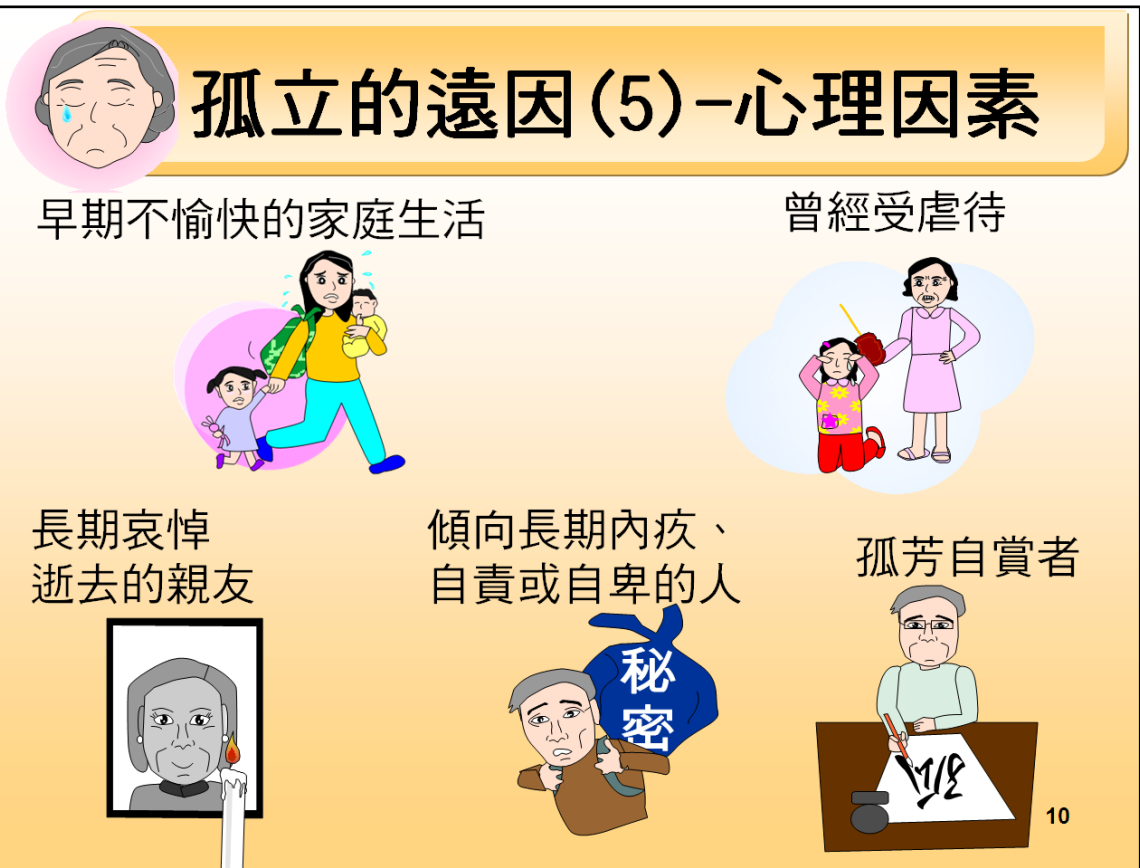 孤立的遠因(5)-心理因素
早期不愉快的家庭生活
曾經受虐待
長期哀悼
逝去的親友
傾向長期內疚、
自責或自卑的人
孤芳自賞者
秘
密
孤
10